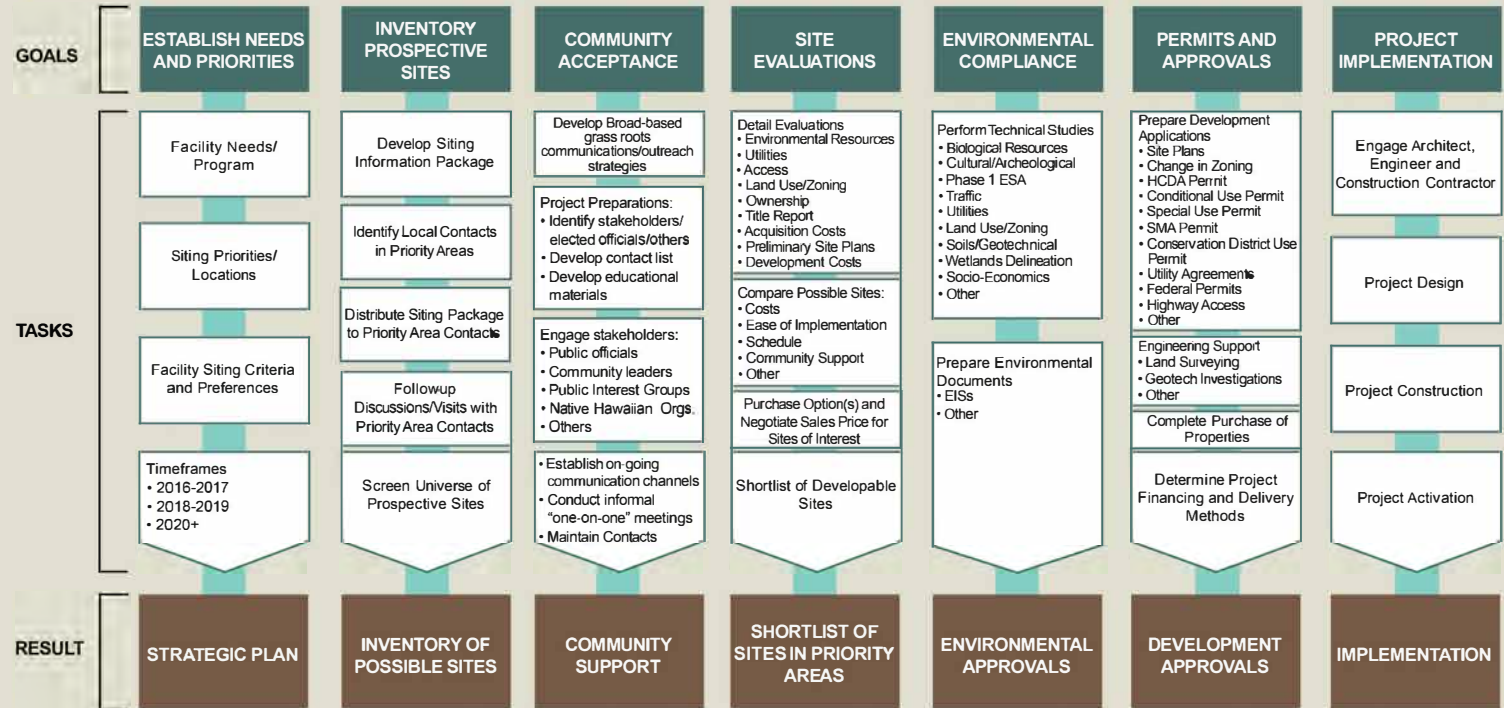 GOALS
ESTABLISH NEEDS
AND PRIORITIES
INVENTORY
PROSPECTIVE
SITES
COMMUNITY
ACCEPTANCE
SITE
EVALUATIONS
ENVIRONMENTAL
COMPLIANCE
PERMITS AND
APPROVALS
PROJECT
IMPLEMENTATION
TASKS
Facility Needs/
Program
Siting Priorities/
Locations
Facility Siting Criteria
and Preferences
Timeframes
• 2016-2017
• 2018-2019
• 2020+
Develop Siting
Information Package
Identify Local Contacts
in Priority Areas
Distribute Siting Package
to Priority Area Contacts
Follow-up
Discussions/Visits with
Priority Area Contacts
Screen Universe of
Prospective Sites
Develop Broad-based
grass roots
communications/outreach
strategies
Project Preparations:
• Identify stakeholders/
elected officials/others
• Develop contact list
• Develop educational
materials
Engage stakeholders:
• Public officials
• Community leaders
• Public Interest Groups
• Native Hawaiian Orgs.
• Others
• Establish on-going
communication channels
• Conduct informal
"one-on-one" meetings
• Maintain Contacts
Detail Evaluations
• Environmental Resources
• Utilities
• Access
• Land Use/Zoning
• Ownership
• Title Report
• Acquisition Costs
• Preliminary Site Plans
• Development Costs
Compare Possible Sites:
• Costs
• Ease of Implementation
• Schedule
• Community Support
• Other
Purchase Option(s) and
Negotiate Sales Price for
Sites of Interest
Shortlist of Developable
Sites
Perform Technical Studies
• Biological Resources
• Cultural/Archeological
• Phase 1 ESA
• Traffic
• Utilities
• Land Use/Zoning
• Soils/Geotechnical
• Wetlands Delineation
• Socio-Economics
• Other
Prepare Environmental
Documents
• EISs
• Other
Prepare Development
Applications
• Site Plans
• Change in Zoning
• HCDA Permit
• Conditional Use Permit
• Special Use Permit
• SMA Permit
• Conservation District Use
Permit
• Utility Agreements
• Federal Permits
• Highway Access
• Other
Engineering Support
• Land Surveying
• Geotech Investigations
• Other
Complete Purchase of
Properties
Determine Project
Financing and Delivery
Methods
Engage Architect,
Engineer and
Construction Contractor
Project Design
Project Construction
Project Activation
RESULT
STRATEGIC PLAN
INVENTORY OF
POSSIBLE SITES
COMMUNITY
SUPPORT
SHORTLIST OF
SITES IN PRIORITY
AREAS
ENVIRONMENTAL
APPROVALS
DEVELOPMENT
APPROVALS
IMPLEMENTATION